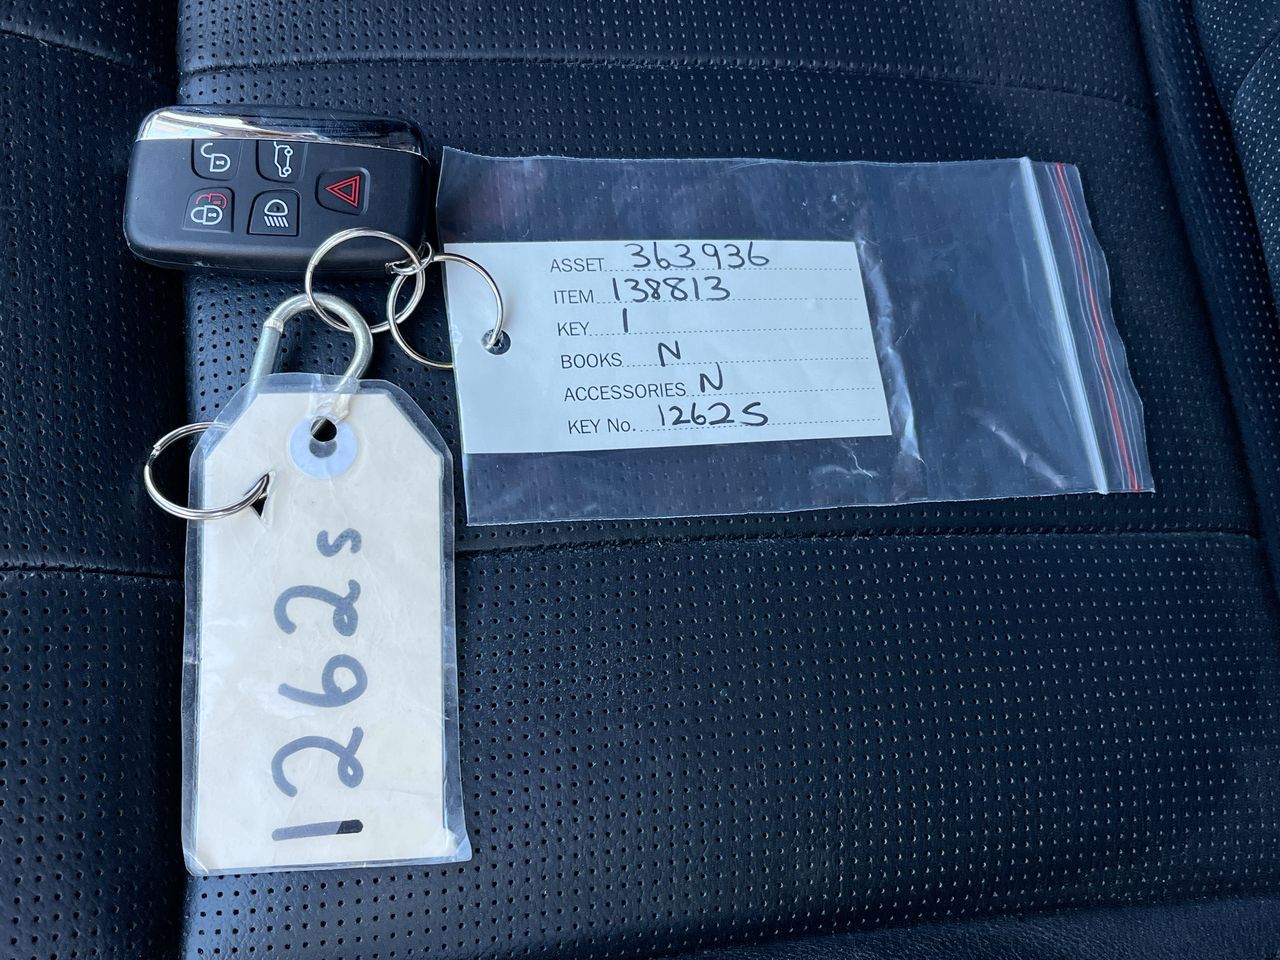 ASSET 363936
ITEM 138813
KEY 1
BOOKS N
ACCESSORIES N
KEY No. 1262S
1262s